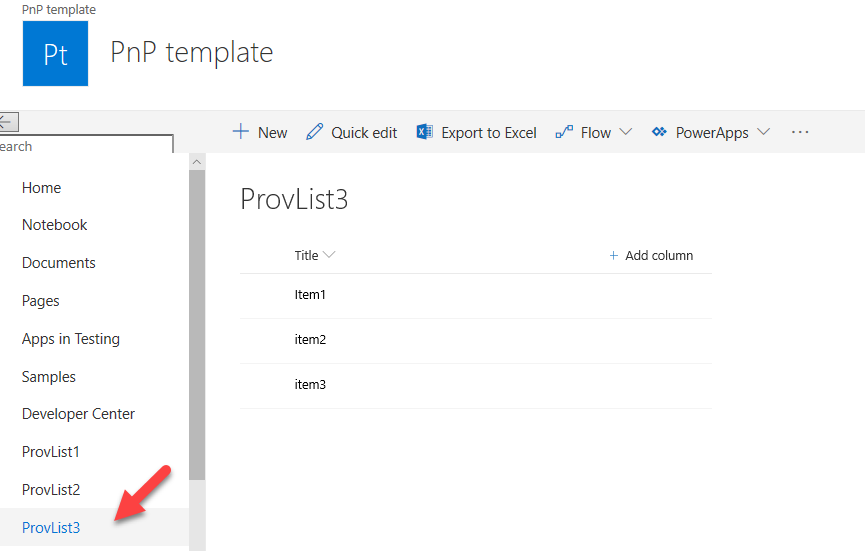 PnP template
Pt PnP template
New Quick edit Export to Excel Flow PowerApps ···
earch
Home
Notebook
Documents
Pages
Apps in Testing
Samples
Developer Center
ProvList1
ProvList2
ProvList3
ProvList3
Title + Add column
Item1
item2
item3